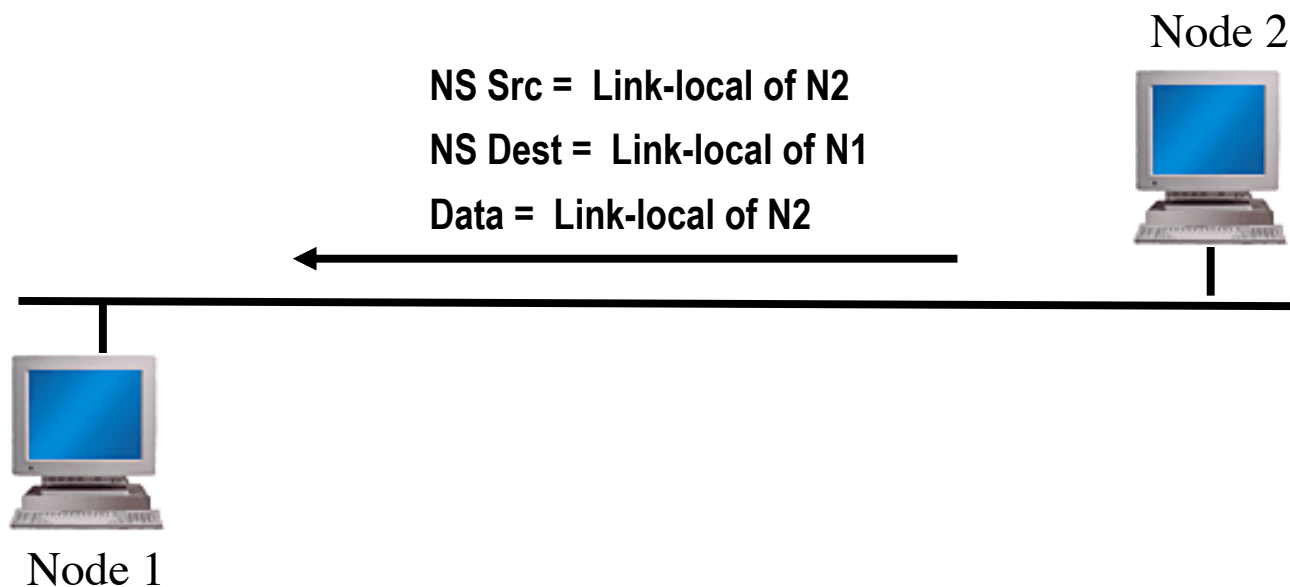 Node 2
NS Src = Link-local of N2
NS Dest = Link-local of N1
Data = Link-local of N2
Node 1